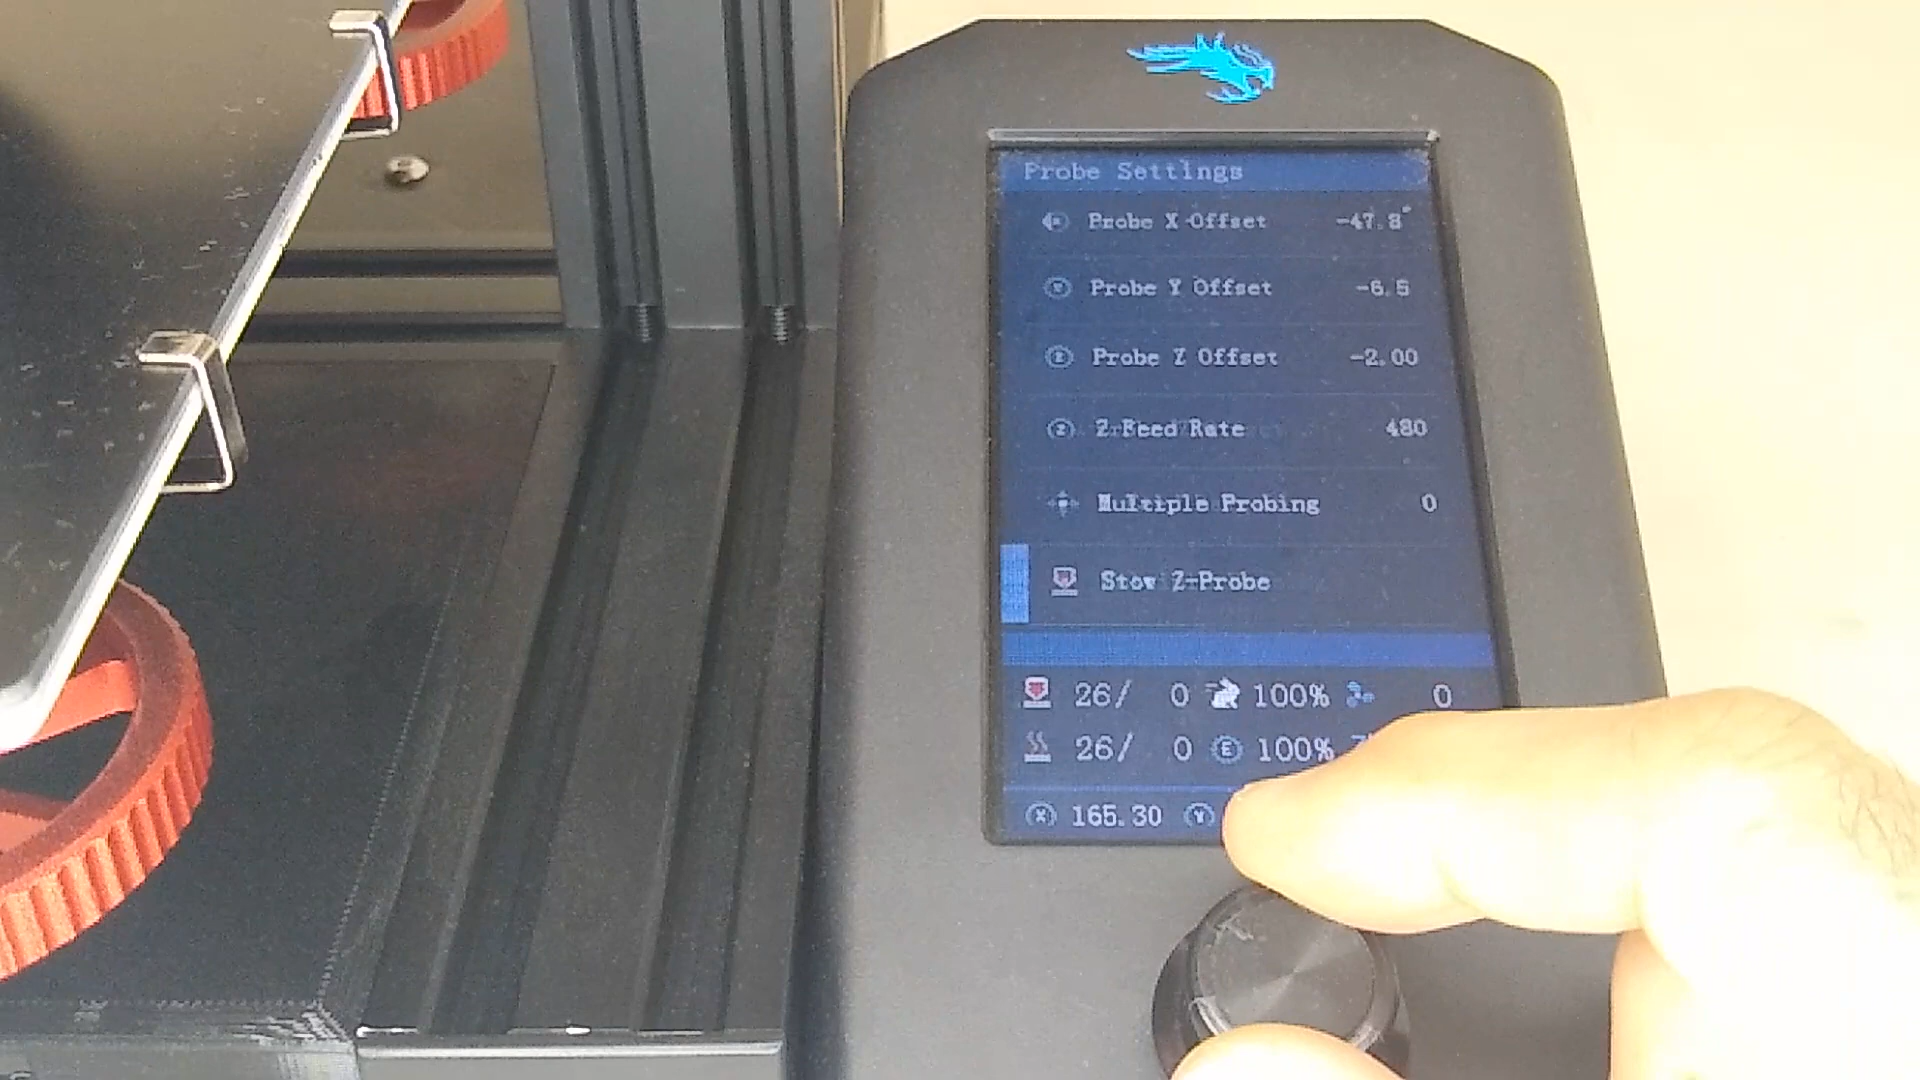 Probe Settings
Probe X Offset -47.8
Probe Y Offset -6.5
Probe Z Offset -2.00
Z Feed Rate 480
Multiple Probing 0
Stow Z-Probe
26/ 0 100% 0
26/ 0 E 100%
X 165.30 Y